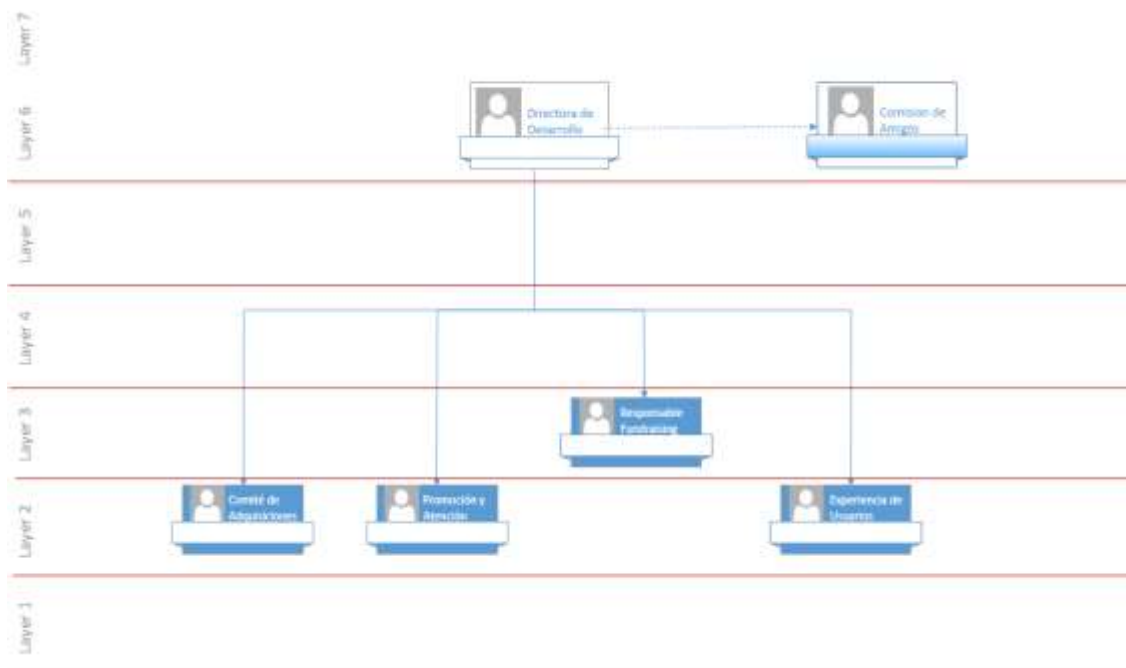 Layer 7
Layer 6
Directora de
Desarrollo
Comision de
Amigos
Layer 5
Layer 4
Layer 3
Responsable
Fundraising
Layer 2
Comité de
Adquisiciones
Promoción y
Atención
Experiencia de
Usuarios
Layer 1